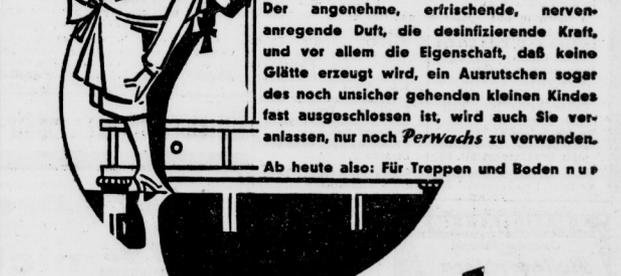 Der angenehme, erfrischende, nerven-
anregende Duft, die desinfizierende Kraft,
und vor allem die Eigenschaft, daß keine
Glätte erzeugt wird, ein Ausrutschen sogar
des noch unsicher gehenden kleinen Kindes
fast ausgeschlossen ist, wird auch Sie ver-
anlassen, nur noch Perwachs zu verwenden.
Ab heute also: Für Treppen und Boden nur